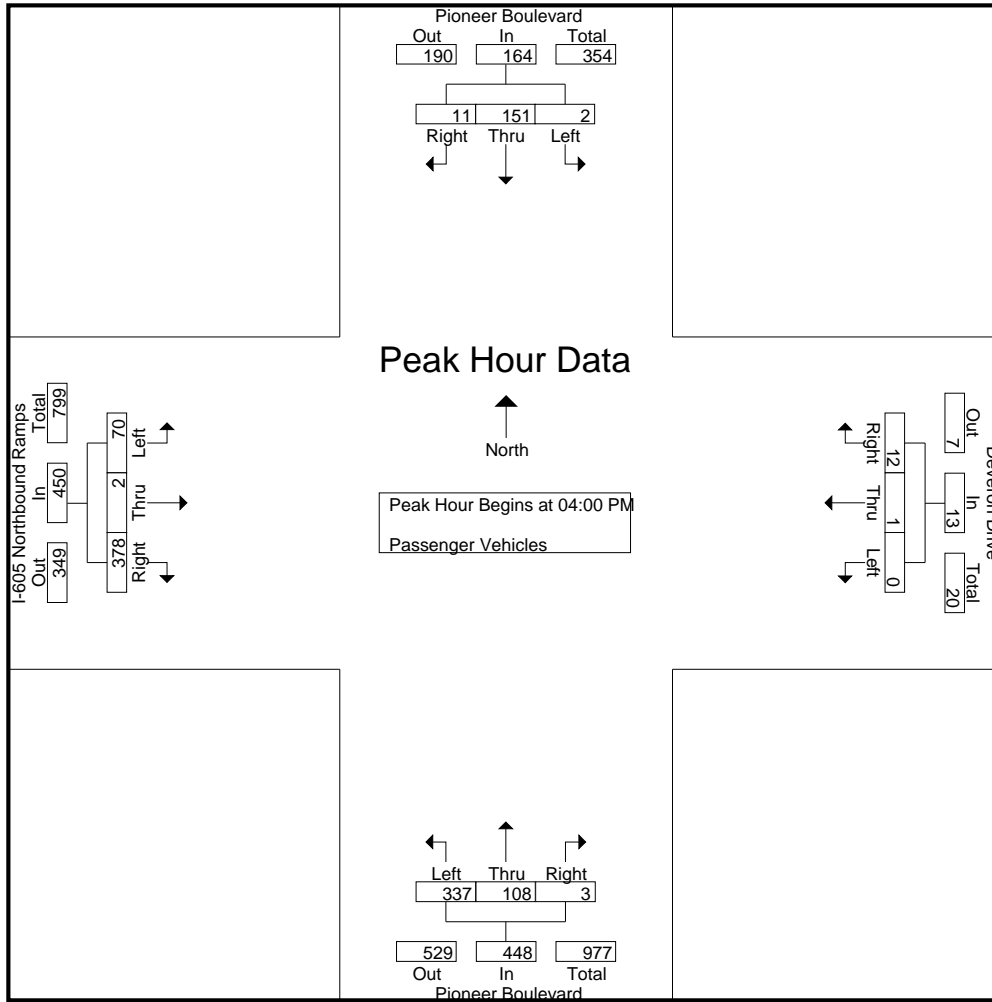 Pioneer Boulevard
Out In Total
190 164 354
11 151 2
Right Thru Left
Peak Hour Data
North
Peak Hour Begins at 04:00 PM
Passenger Vehicles
I-605 Northbound Ramps
Total In Out
799 450 349
70 2 378
Left Thru Right
Deveron Drive
Out In Total
7 13 20
12 1 0
Right Thru Left
Left Thru Right
337 108 3
529 448 977
Out In Total
Pioneer Boulevard